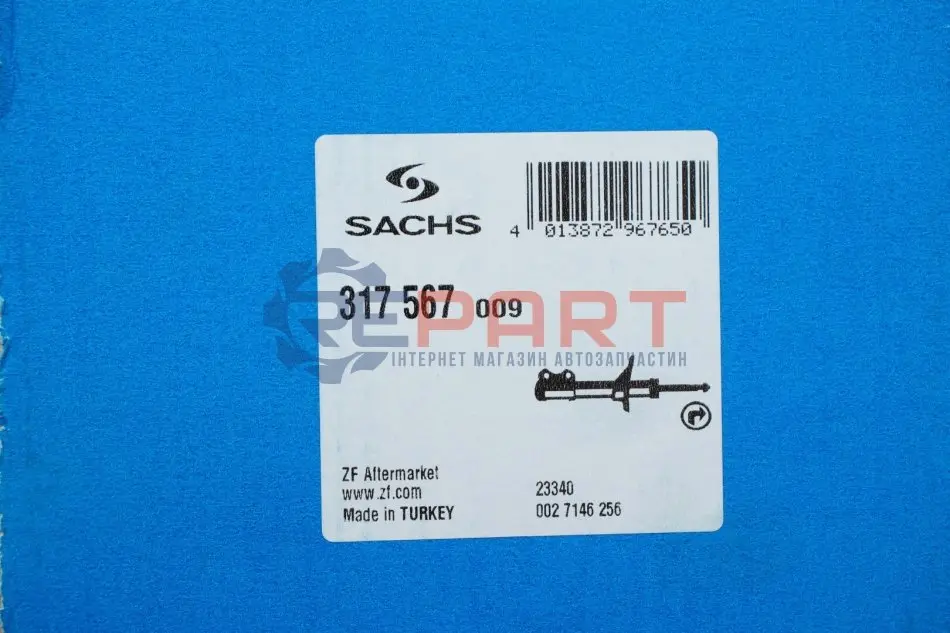 SACHS
4 013872 967650
317 567 009
REPART
ІНТЕРНЕТ МАГАЗИН АВТОЗАПЧАСТИН
ZF Aftermarket
www.zf.com
Made in TURKEY
23340
002 7146 256